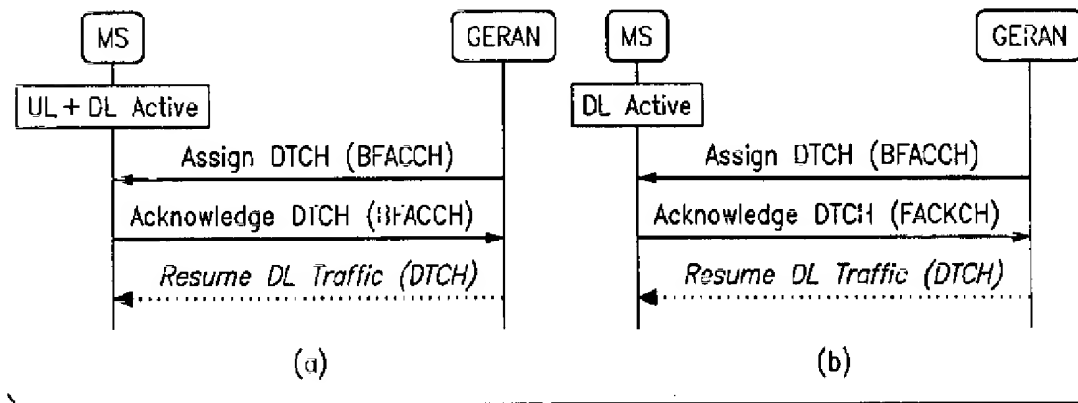 MS
GERAN
UL + DL Active
Assign DTCH (BFACCH)
Acknowledge DTCH (BFACCH)
Resume DL Traffic (DTCH)
(a)
MS
GERAN
DL Active
Assign DTCH (BFACCH)
Acknowledge DTCH (FACKCH)
Resume DL Traffic (DTCH)
(b)